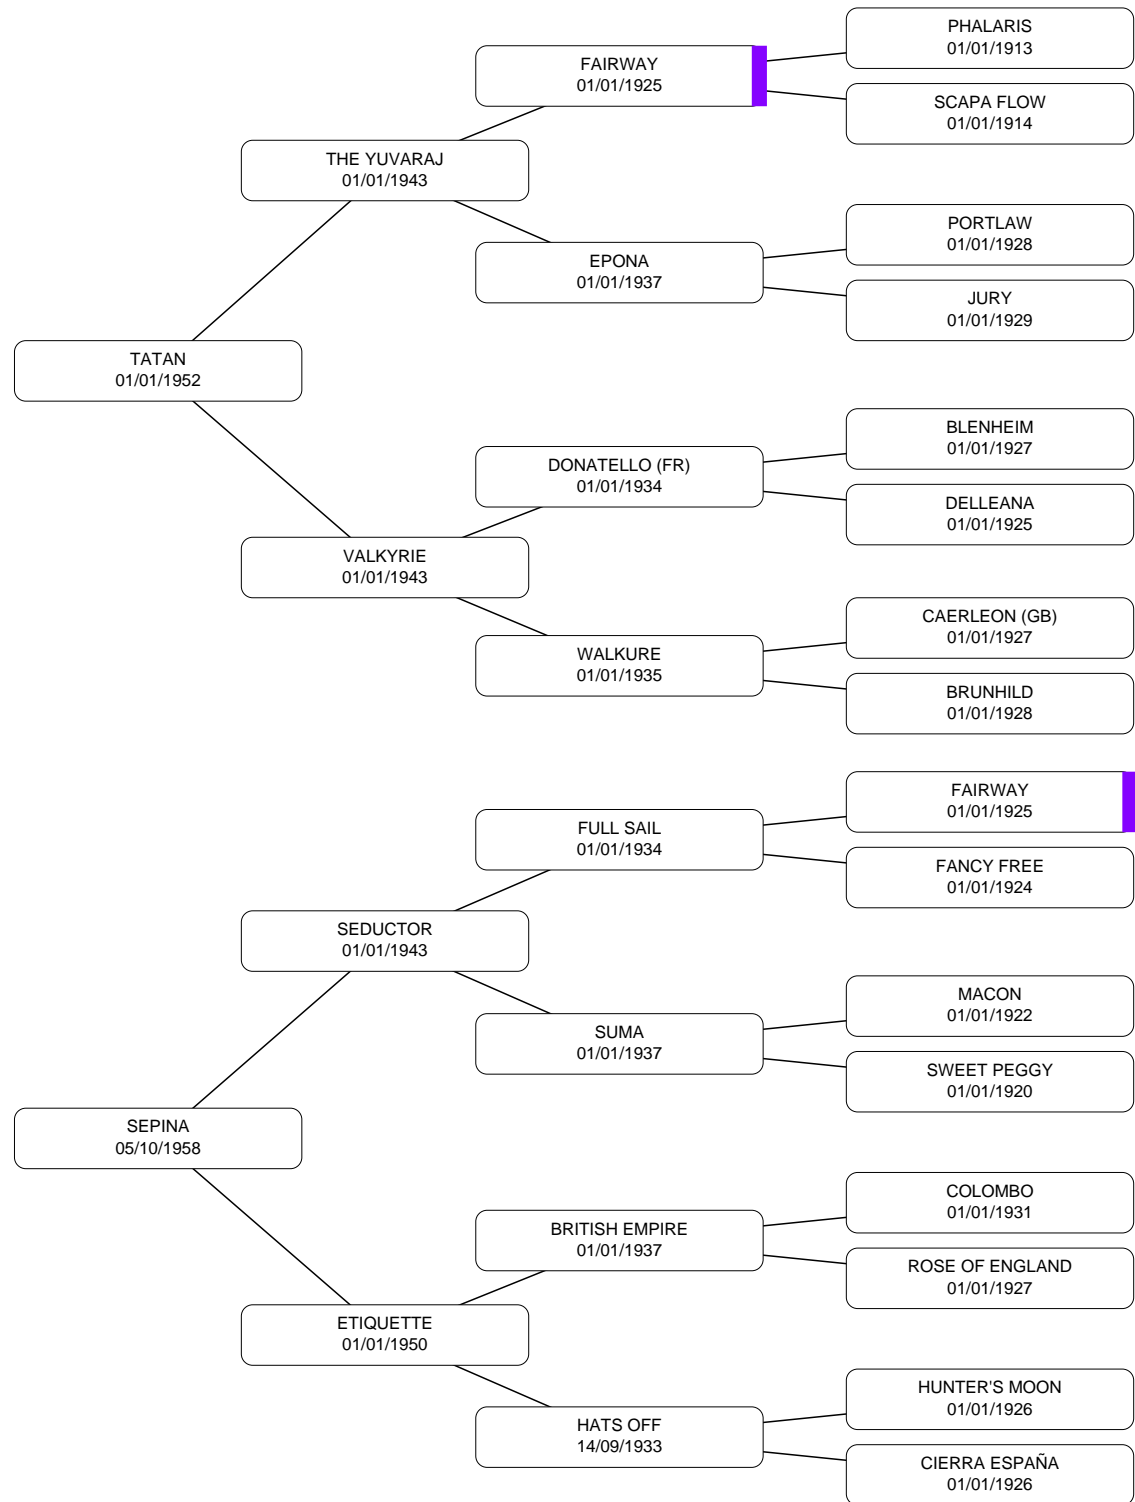 PHALARIS
01/01/1913
FAIRWAY
01/01/1925
SCAPA FLOW
01/01/1914
THE YUVARAJ
01/01/1943
PORTLAW
01/01/1928
EPONA
01/01/1937
JURY
01/01/1929
TATAN
01/01/1952
BLENHEIM
01/01/1927
DONATELLO (FR)
01/01/1934
DELLEANA
01/01/1925
VALKYRIE
01/01/1943
CAERLEON (GB)
01/01/1927
WALKURE
01/01/1935
BRUNHILD
01/01/1928
FAIRWAY
01/01/1925
FULL SAIL
01/01/1934
FANCY FREE
01/01/1924
SEDUCTOR
01/01/1943
MACON
01/01/1922
SUMA
01/01/1937
SWEET PEGGY
01/01/1920
SEPINA
05/10/1958
COLOMBO
01/01/1931
BRITISH EMPIRE
01/01/1937
ROSE OF ENGLAND
01/01/1927
ETIQUETTE
01/01/1950
HUNTER'S MOON
01/01/1926
HATS OFF
14/09/1933
CIERRA ESPAÑA
01/01/1926